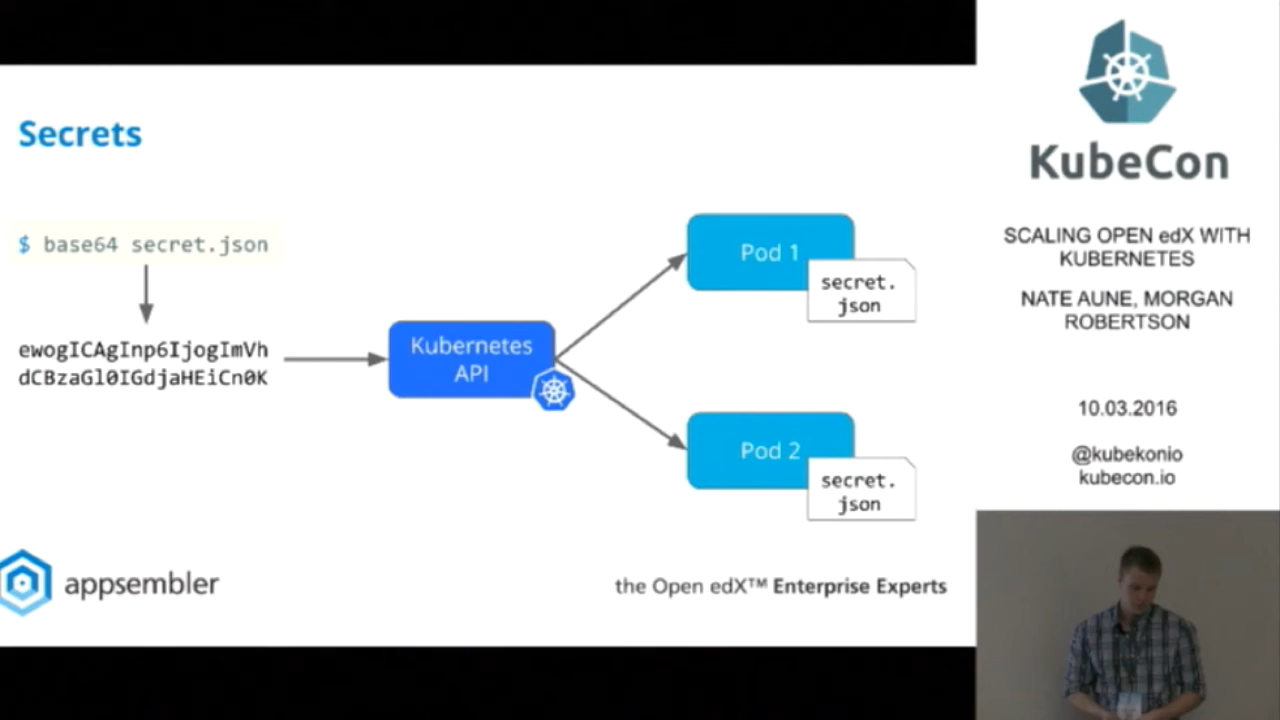 Secrets
$ base64 secret.json
ewogICAgInp6IjogImVh
dCBzaGl0IGdjaHEiCn0K
Kubernetes
API
Pod 1
secret.
json
Pod 2
secret.
json
appsembler
the Open edX™ Enterprise Experts
KubeCon
SCALING OPEN edX WITH
KUBERNETES
NATE AUNE, MORGAN
ROBERTSON
10.03.2016
@kubekonio
kubecon.io